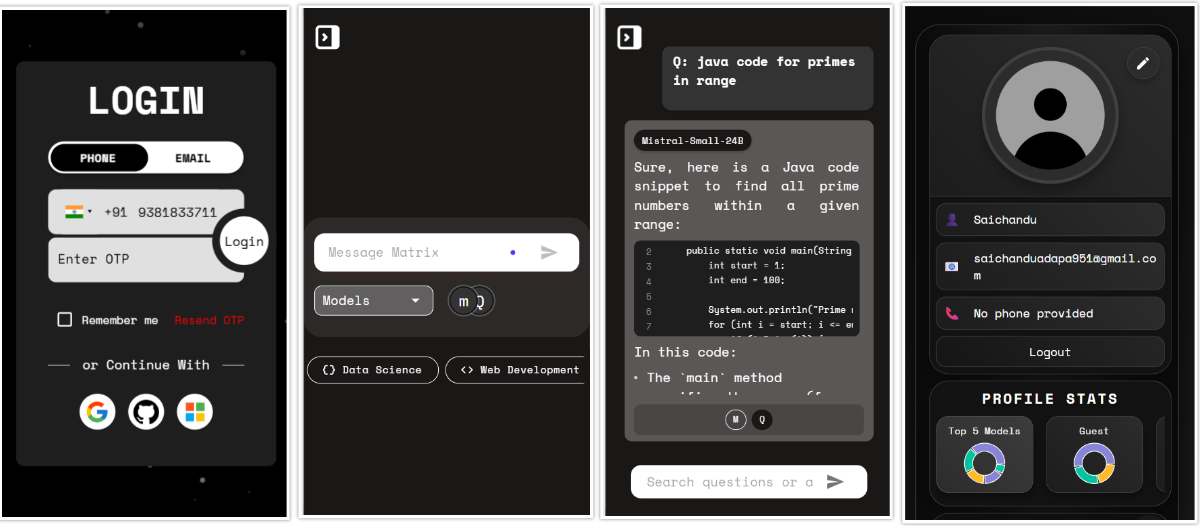 LOGIN
PHONE EMAIL
+91 9381833711
Login
Enter OTP
Remember me Resend OTP
or Continue With
Message Matrix
Models m Q
{} Data Science <> Web Development
Q: java code for primes
in range
Mistral-Small-24B
Sure, here is a Java code
snippet to find all prime
numbers within a given
range:
2 public static void main(String
3 int start = 1;
4 int end = 100;
5
6 System.out.println("Prime
7 for (int i = start; i <=
In this code:
• The `main` method
M Q
Search questions or a
Saichandu
saichanduadapa951@gmail.co
m
No phone provided
Logout
PROFILE STATS
Top 5 Models Guest